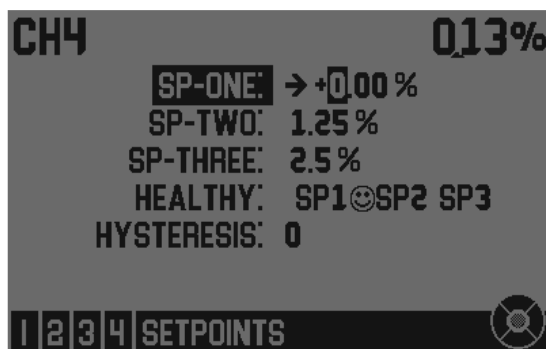 CH4 0.13%
SP-ONE: → +0.00 %
SP-TWO: 1.25 %
SP-THREE: 2.5 %
HEALTHY: SP1☺SP2 SP3
HYSTERESIS: 0
1 2 3 4 SETPOINTS